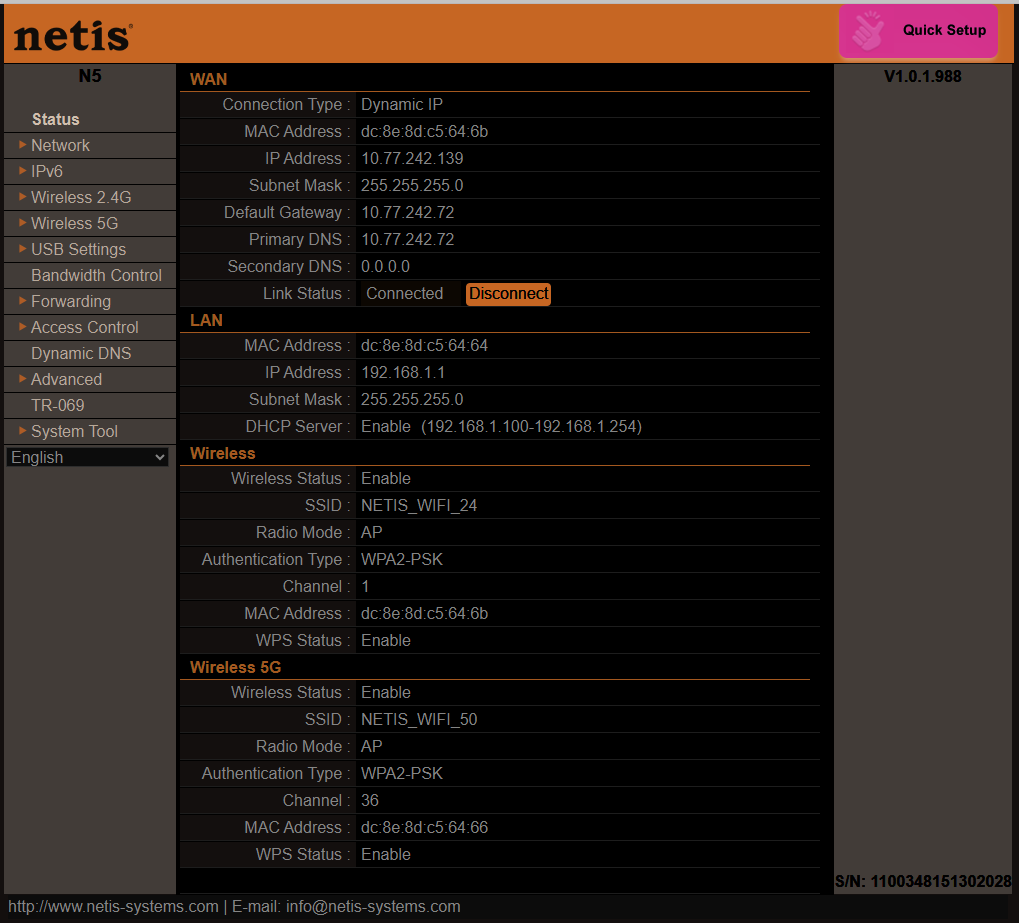 netis®
Quick Setup
N5
V1.0.1.988
Status
Network
IPv6
Wireless 2.4G
Wireless 5G
USB Settings
Bandwidth Control
Forwarding
Access Control
Dynamic DNS
Advanced
TR-069
System Tool
English
WAN
Connection Type : Dynamic IP
MAC Address : dc:8e:8d:c5:64:6b
IP Address : 10.77.242.139
Subnet Mask : 255.255.255.0
Default Gateway : 10.77.242.72
Primary DNS : 10.77.242.72
Secondary DNS : 0.0.0.0
Link Status : Connected Disconnect
LAN
MAC Address : dc:8e:8d:c5:64:64
IP Address : 192.168.1.1
Subnet Mask : 255.255.255.0
DHCP Server : Enable (192.168.1.100-192.168.1.254)
Wireless
Wireless Status : Enable
SSID : NETIS_WIFI_24
Radio Mode : AP
Authentication Type : WPA2-PSK
Channel : 1
MAC Address : dc:8e:8d:c5:64:6b
WPS Status : Enable
Wireless 5G
Wireless Status : Enable
SSID : NETIS_WIFI_50
Radio Mode : AP
Authentication Type : WPA2-PSK
Channel : 36
MAC Address : dc:8e:8d:c5:64:66
WPS Status : Enable
S/N: 1100348151302028
http://www.netis-systems.com | E-mail: info@netis-systems.com